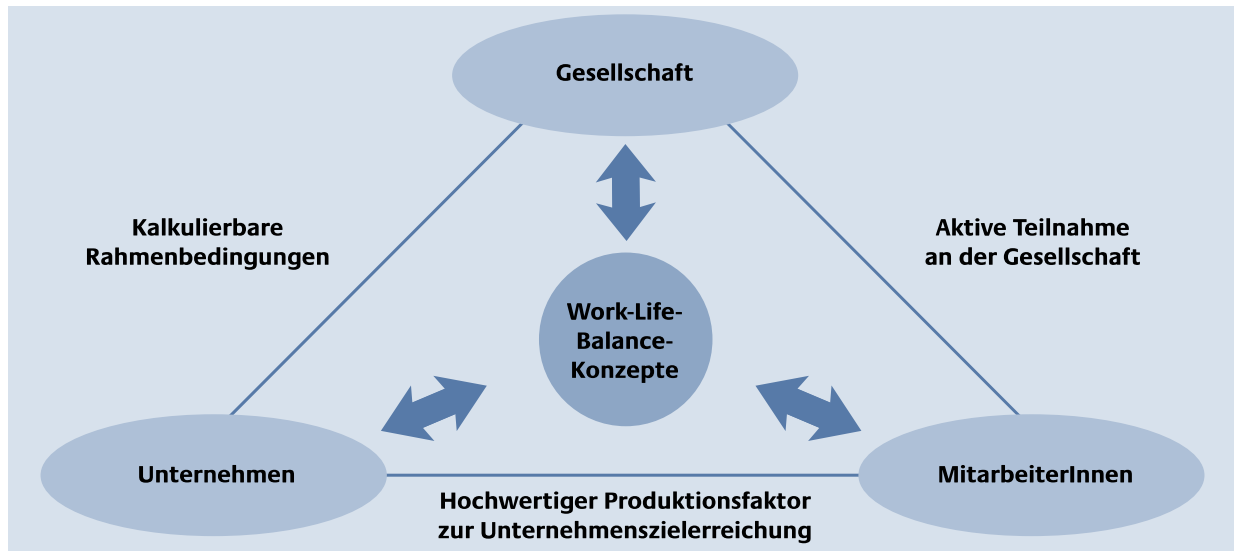 Gesellschaft
Kalkulierbare
Rahmenbedingungen
Aktive Teilnahme
an der Gesellschaft
Work-Life-
Balance-
Konzepte
Unternehmen
MitarbeiterInnen
Hochwertiger Produktionsfaktor
zur Unternehmenszielerreichung